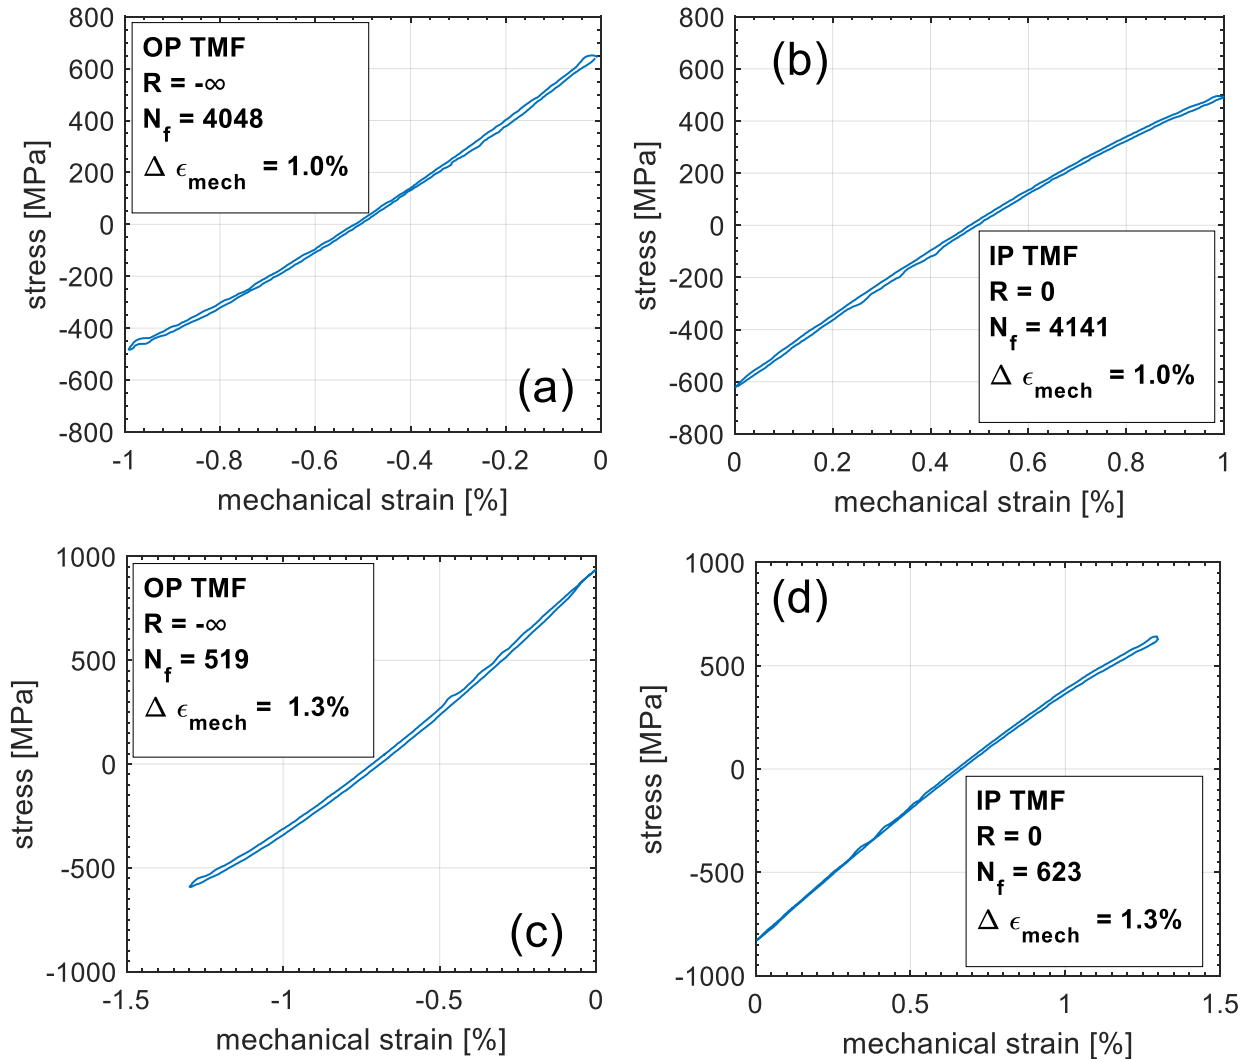 800
600
400
200
0
-200
-400
-600
-800
stress [MPa]
OP TMF
R = -∞
N_f = 4048
Δ ϵ_mech = 1.0%
(a)
-1 -0.8 -0.6 -0.4 -0.2 0
mechanical strain [%]
800
600
400
200
0
-200
-400
-600
-800
stress [MPa]
(b)
IP TMF
R = 0
N_f = 4141
Δ ϵ_mech = 1.0%
0 0.2 0.4 0.6 0.8 1
mechanical strain [%]
1000
500
0
-500
-1000
stress [MPa]
OP TMF
R = -∞
N_f = 519
Δ ϵ_mech = 1.3%
(c)
-1.5 -1 -0.5 0
mechanical strain [%]
1000
500
0
-500
-1000
stress [MPa]
(d)
IP TMF
R = 0
N_f = 623
Δ ϵ_mech = 1.3%
0 0.5 1 1.5
mechanical strain [%]